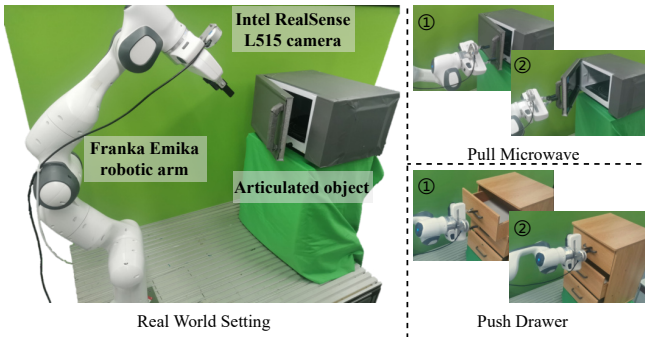 Intel RealSense
L515 camera
Franka Emika
robotic arm
Articulated object
Real World Setting
①
②
Pull Microwave
①
②
Push Drawer